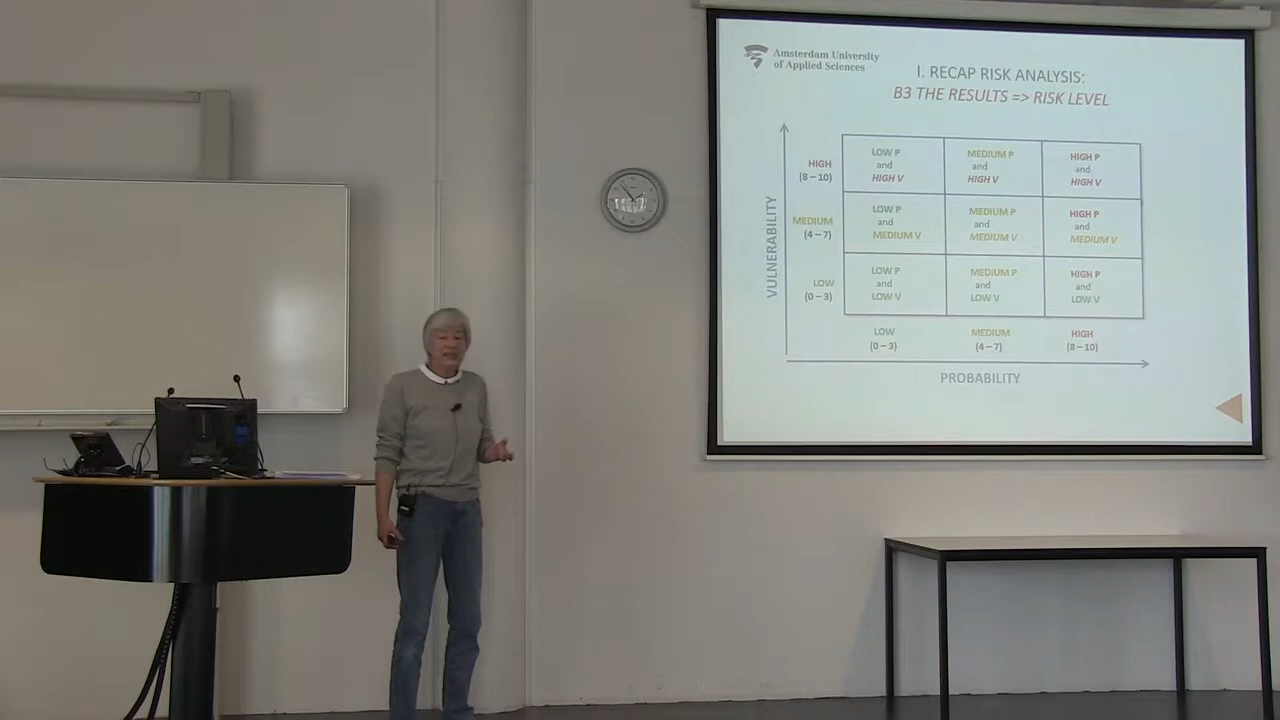 Amsterdam University
of Applied Sciences
I. RECAP RISK ANALYSIS:
B3 THE RESULTS => RISK LEVEL
VULNERABILITY
HIGH
(8 – 10)
LOW P
and
HIGH V
MEDIUM P
and
HIGH V
HIGH P
and
HIGH V
MEDIUM
(4 – 7)
LOW P
and
MEDIUM V
MEDIUM P
and
MEDIUM V
HIGH P
and
MEDIUM V
LOW
(0 – 3)
LOW P
and
LOW V
MEDIUM P
and
LOW V
HIGH P
and
LOW V
LOW
(0 – 3)
MEDIUM
(4 – 7)
HIGH
(8 – 10)
PROBABILITY